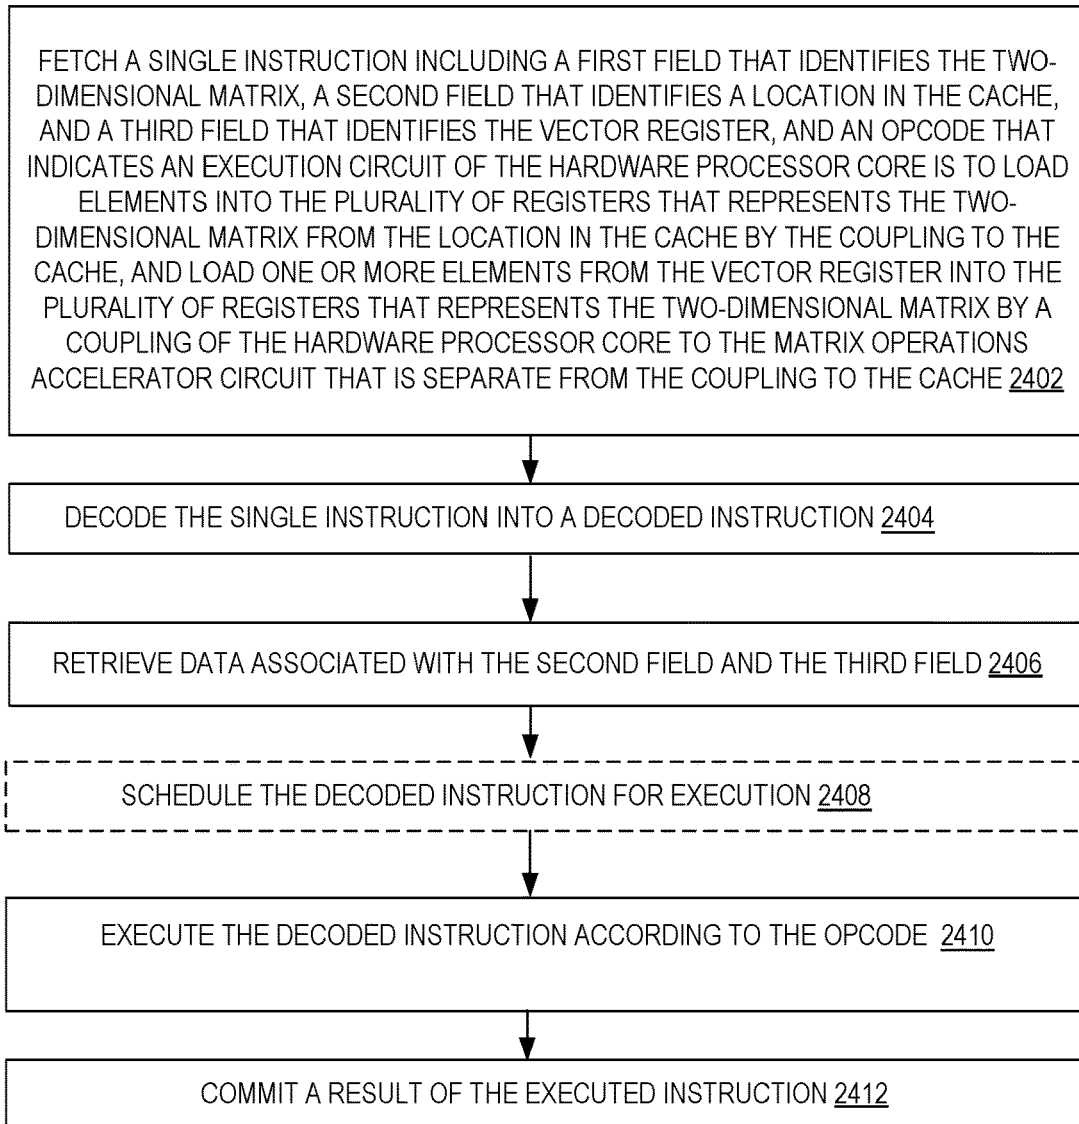 FETCH A SINGLE INSTRUCTION INCLUDING A FIRST FIELD THAT IDENTIFIES THE TWO-
DIMENSIONAL MATRIX, A SECOND FIELD THAT IDENTIFIES A LOCATION IN THE CACHE,
AND A THIRD FIELD THAT IDENTIFIES THE VECTOR REGISTER, AND AN OPCODE THAT
INDICATES AN EXECUTION CIRCUIT OF THE HARDWARE PROCESSOR CORE IS TO LOAD
ELEMENTS INTO THE PLURALITY OF REGISTERS THAT REPRESENTS THE TWO-
DIMENSIONAL MATRIX FROM THE LOCATION IN THE CACHE BY THE COUPLING TO THE
CACHE, AND LOAD ONE OR MORE ELEMENTS FROM THE VECTOR REGISTER INTO THE
PLURALITY OF REGISTERS THAT REPRESENTS THE TWO-DIMENSIONAL MATRIX BY A
COUPLING OF THE HARDWARE PROCESSOR CORE TO THE MATRIX OPERATIONS
ACCELERATOR CIRCUIT THAT IS SEPARATE FROM THE COUPLING TO THE CACHE 2402
DECODE THE SINGLE INSTRUCTION INTO A DECODED INSTRUCTION 2404
RETRIEVE DATA ASSOCIATED WITH THE SECOND FIELD AND THE THIRD FIELD 2406
SCHEDULE THE DECODED INSTRUCTION FOR EXECUTION 2408
EXECUTE THE DECODED INSTRUCTION ACCORDING TO THE OPCODE 2410
COMMIT A RESULT OF THE EXECUTED INSTRUCTION 2412